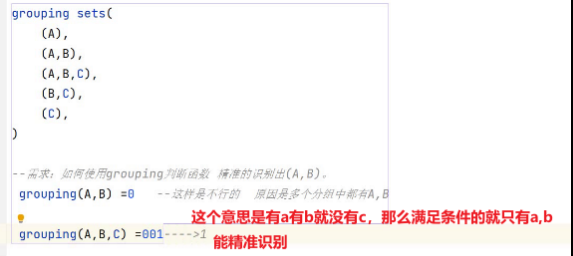 grouping sets(
(A),
(A,B),
(A,B,C),
(B,C),
(C),
)
--需求：如何使用grouping判断函数 精准的识别出(A,B)。
grouping(A,B) =0 --这样是不行的 原因是多个分组中都有A,B
这个意思是有a有b就没有c，那么满足条件的就只有a,b
grouping(A,B,C) =001---->1
能精准识别